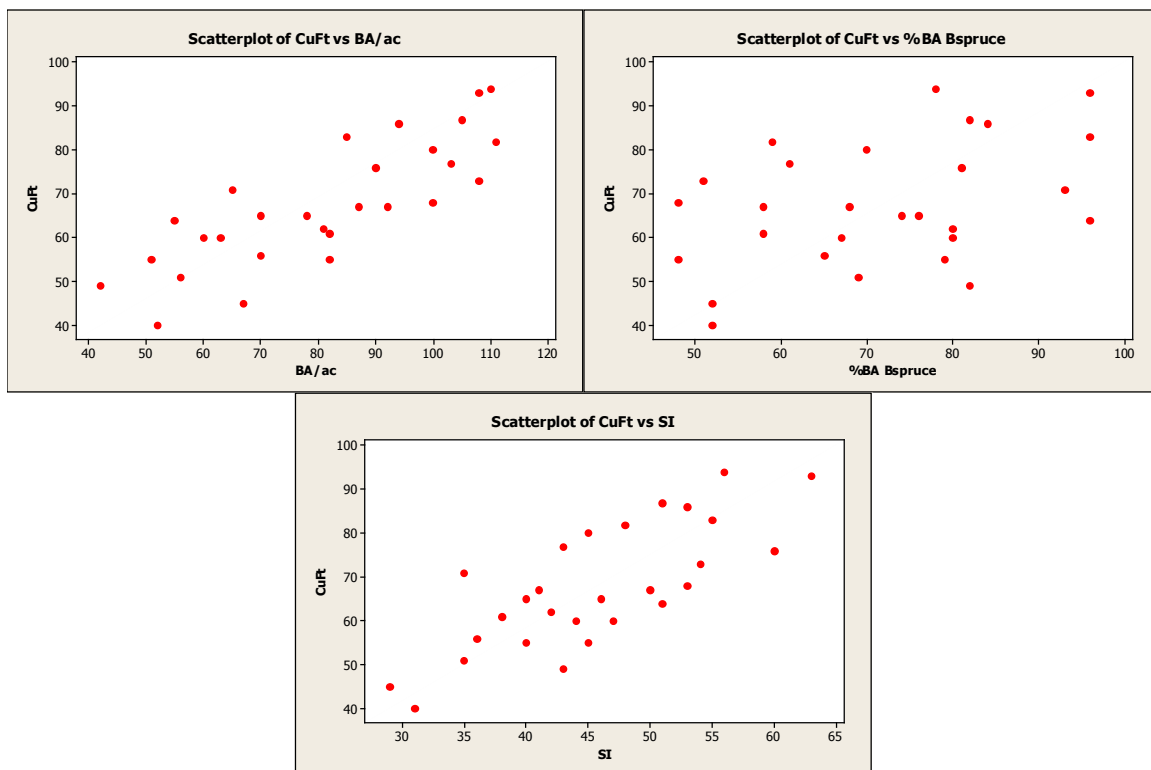 Scatterplot of CuFt vs BA/ac
CuFt
100
90
80
70
60
50
40
40 50 60 70 80 90 100 110 120
BA/ac
Scatterplot of CuFt vs %BA Bspruce
CuFt
100
90
80
70
60
50
40
50 60 70 80 90 100
%BA Bspruce
Scatterplot of CuFt vs SI
CuFt
100
90
80
70
60
50
40
30 35 40 45 50 55 60 65
SI